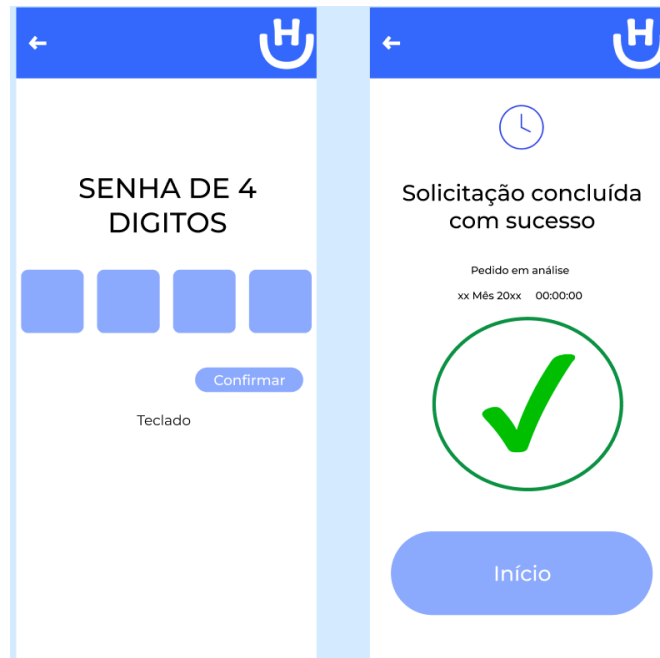 H
SENHA DE 4
DIGITOS
Confirmar
Teclado
H
Solicitação concluída
com sucesso
Pedido em análise
xx Mês 20xx 00:00:00
Início